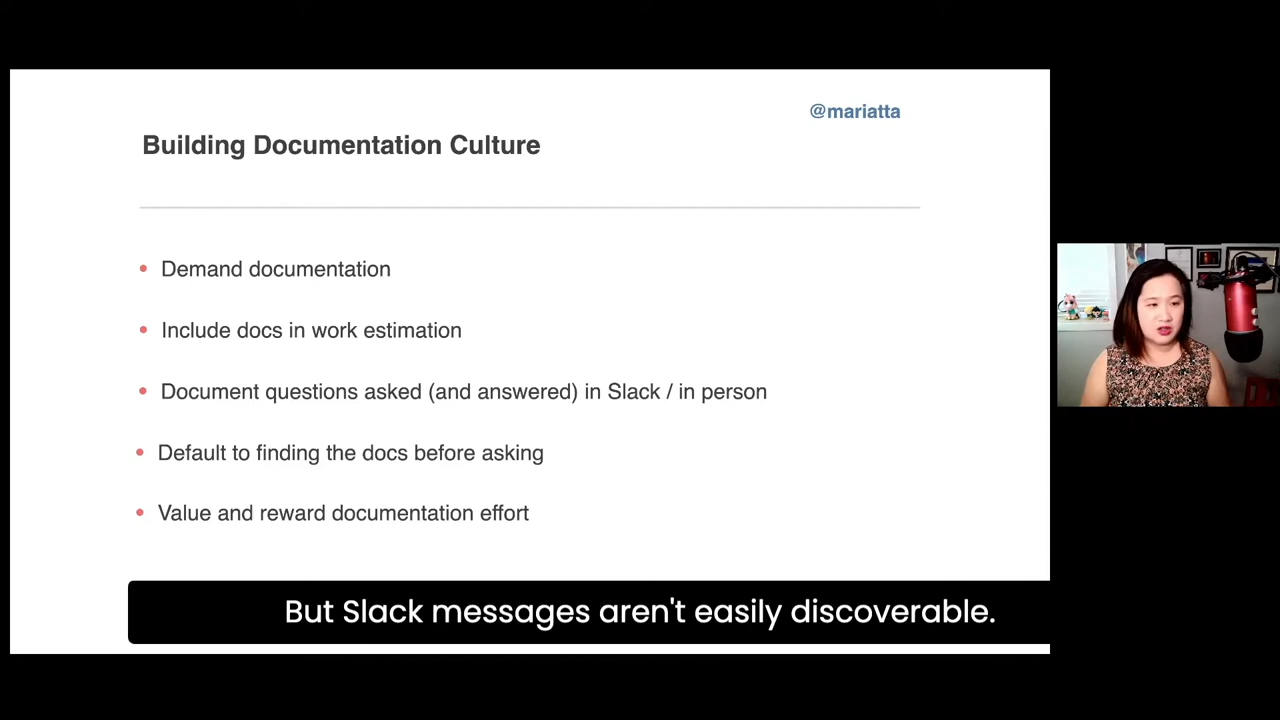 @mariatta
Building Documentation Culture
• Demand documentation
• Include docs in work estimation
• Document questions asked (and answered) in Slack / in person
• Default to finding the docs before asking
• Value and reward documentation effort
But Slack messages aren't easily discoverable.